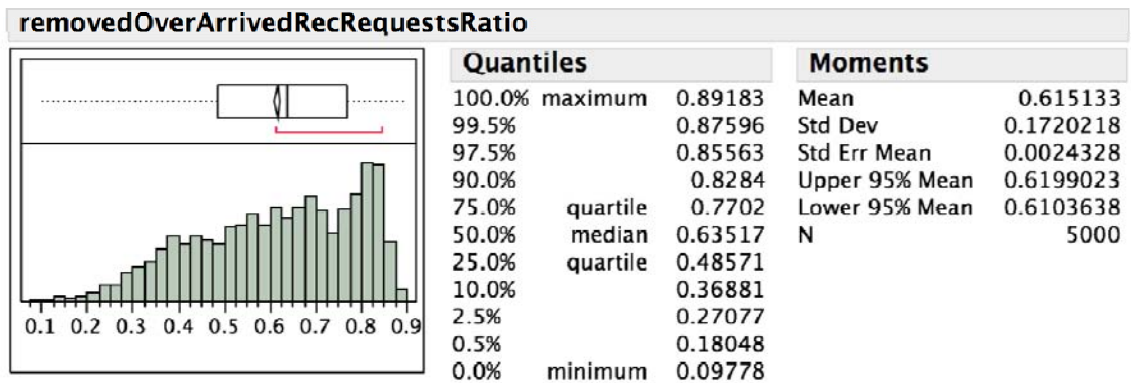 removedOverArrivedRecRequestsRatio
0.1 0.2 0.3 0.4 0.5 0.6 0.7 0.8 0.9
Quantiles
100.0% maximum 0.89183
99.5% 0.87596
97.5% 0.85563
90.0% 0.8284
75.0% quartile 0.7702
50.0% median 0.63517
25.0% quartile 0.48571
10.0% 0.36881
2.5% 0.27077
0.5% 0.18048
0.0% minimum 0.09778
Moments
Mean 0.615133
Std Dev 0.1720218
Std Err Mean 0.0024328
Upper 95% Mean 0.6199023
Lower 95% Mean 0.6103638
N 5000